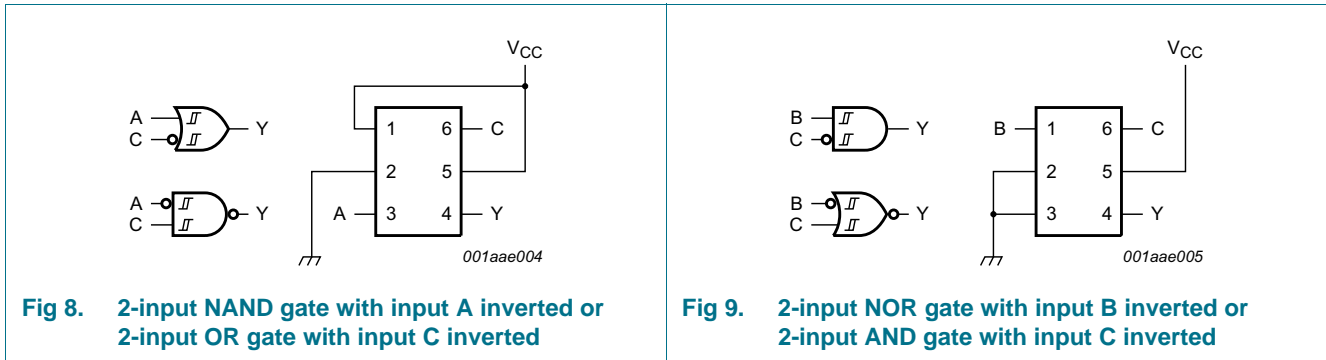 VCC
A
C
Y
1 6 C
2 5
A 3 4 Y
A
C
Y
001aae004
Fig 8. 2-input NAND gate with input A inverted or
2-input OR gate with input C inverted
VCC
B
C
Y
B 1 6 C
2 5
3 4 Y
B
C
Y
001aae005
Fig 9. 2-input NOR gate with input B inverted or
2-input AND gate with input C inverted